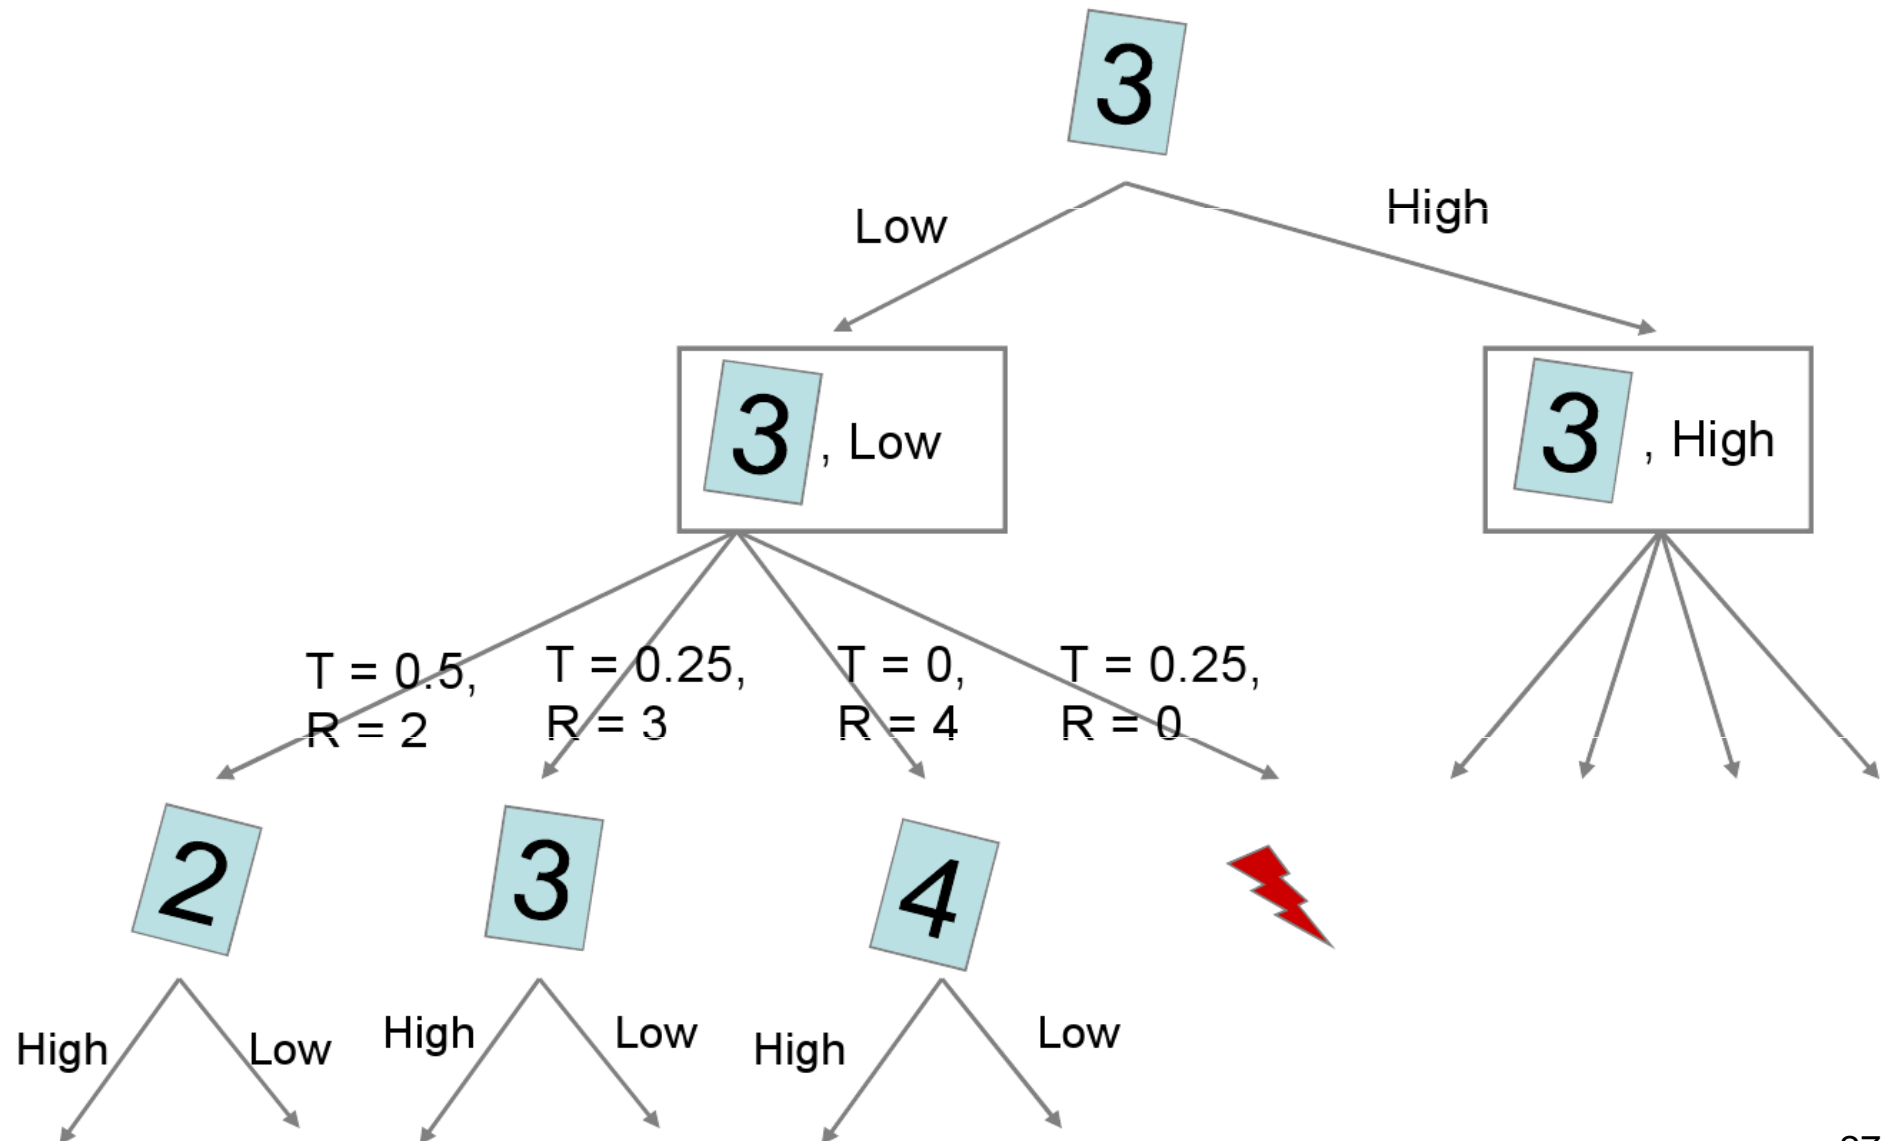 3
Low
High
3 , Low
3 , High
T = 0.5,
R = 2
T = 0.25,
R = 3
T = 0,
R = 4
T = 0.25,
R = 0
2
3
4
High
Low
High
Low
High
Low